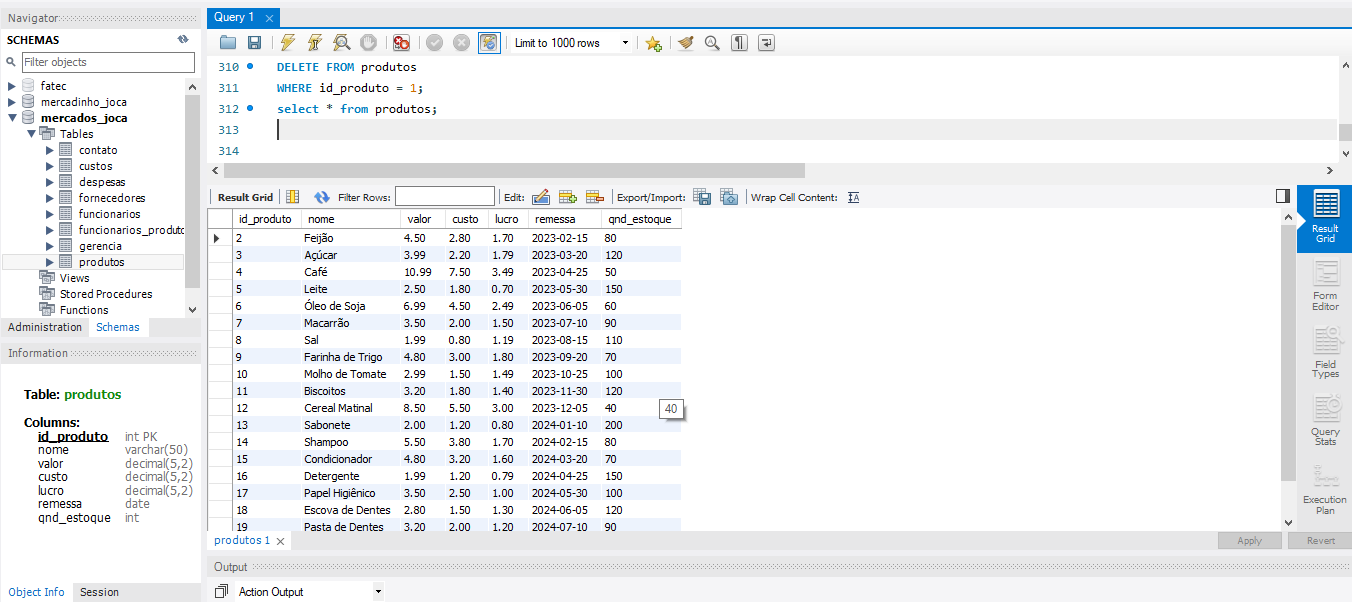 Navigator
SCHEMAS
Filter objects
fatec
mercadinho_joca
mercados_joca
Tables
contato
custos
despesas
fornecedores
funcionarios
funcionarios_produto
gerencia
produtos
Views
Stored Procedures
Functions
Administration Schemas
Information
Table: produtos
Columns:
id_produto int PK
nome varchar(50)
valor decimal(5,2)
custo decimal(5,2)
lucro decimal(5,2)
remessa date
qnd_estoque int
Object Info Session
Query 1
Limit to 1000 rows
310 DELETE FROM produtos
311 WHERE id_produto = 1;
312 select * from produtos;
313
314
Result Grid Filter Rows: Edit: Export/Import: Wrap Cell Content:
id_produto nome valor custo lucro remessa qnd_estoque
2 Feijão 4.50 2.80 1.70 2023-02-15 80
3 Açúcar 3.99 2.20 1.79 2023-03-20 120
4 Café 10.99 7.50 3.49 2023-04-25 50
5 Leite 2.50 1.80 0.70 2023-05-30 150
6 Óleo de Soja 6.99 4.50 2.49 2023-06-05 60
7 Macarrão 3.50 2.00 1.50 2023-07-10 90
8 Sal 1.99 0.80 1.19 2023-08-15 110
9 Farinha de Trigo 4.80 3.00 1.80 2023-09-20 70
10 Molho de Tomate 2.99 1.50 1.49 2023-10-25 100
11 Biscoitos 3.20 1.80 1.40 2023-11-30 120
12 Cereal Matinal 8.50 5.50 3.00 2023-12-05 40
40
13 Sabonete 2.00 1.20 0.80 2024-01-10 200
14 Shampoo 5.50 3.80 1.70 2024-02-15 80
15 Condicionador 4.80 3.20 1.60 2024-03-20 70
16 Detergente 1.99 1.20 0.79 2024-04-25 150
17 Papel Higiênico 3.50 2.50 1.00 2024-05-30 100
18 Escova de Dentes 2.80 1.50 1.30 2024-06-05 120
19 Pasta de Dentes 3.20 2.00 1.20 2024-07-10 90
Result
Grid
Form
Editor
Field
Types
Query
Stats
Execution
Plan
produtos 1
Apply Revert
Output
Action Output